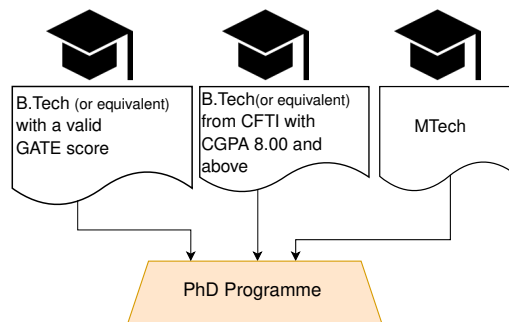 B.Tech (or equivalent)
with a valid
GATE score
B.Tech(or equivalent)
from CFTI with
CGPA 8.00 and
above
MTech
PhD Programme